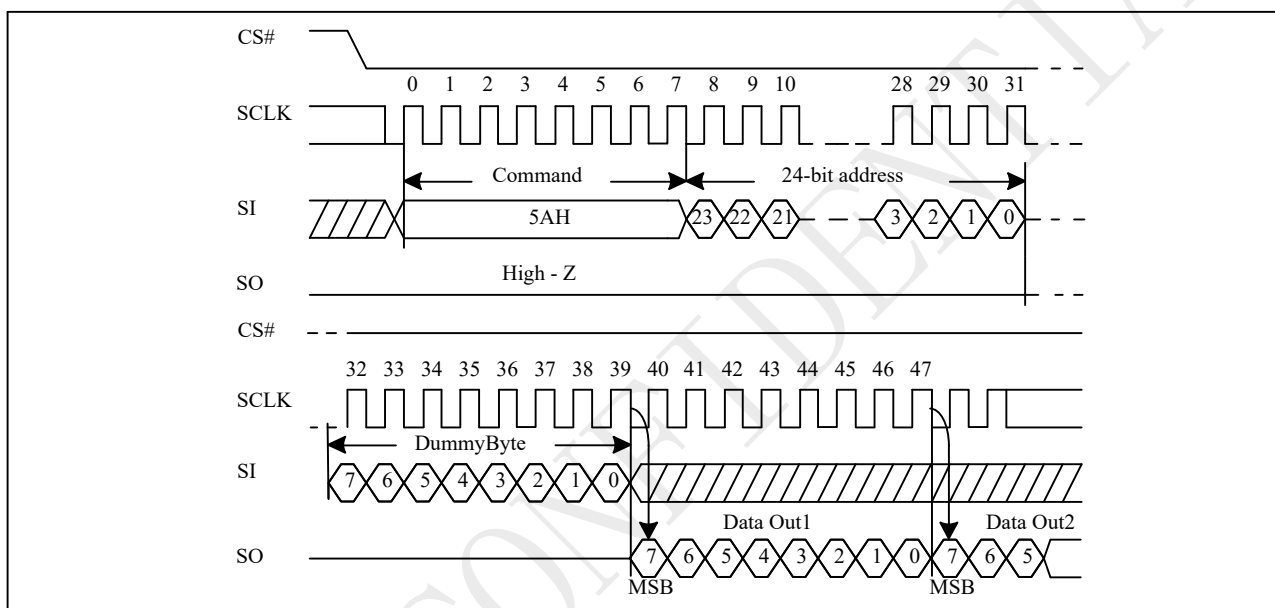 CS#
0 1 2 3 4 5 6 7 8 9 10 28 29 30 31
SCLK
Command 24-bit address
SI 5AH 23 22 21 3 2 1 0
High - Z
SO
CS#
32 33 34 35 36 37 38 39 40 41 42 43 44 45 46 47
SCLK
DummyByte
SI 7 6 5 4 3 2 1 0
Data Out1 Data Out2
SO 7 6 5 4 3 2 1 0 7 6 5
MSB MSB
CONFIDENTIA